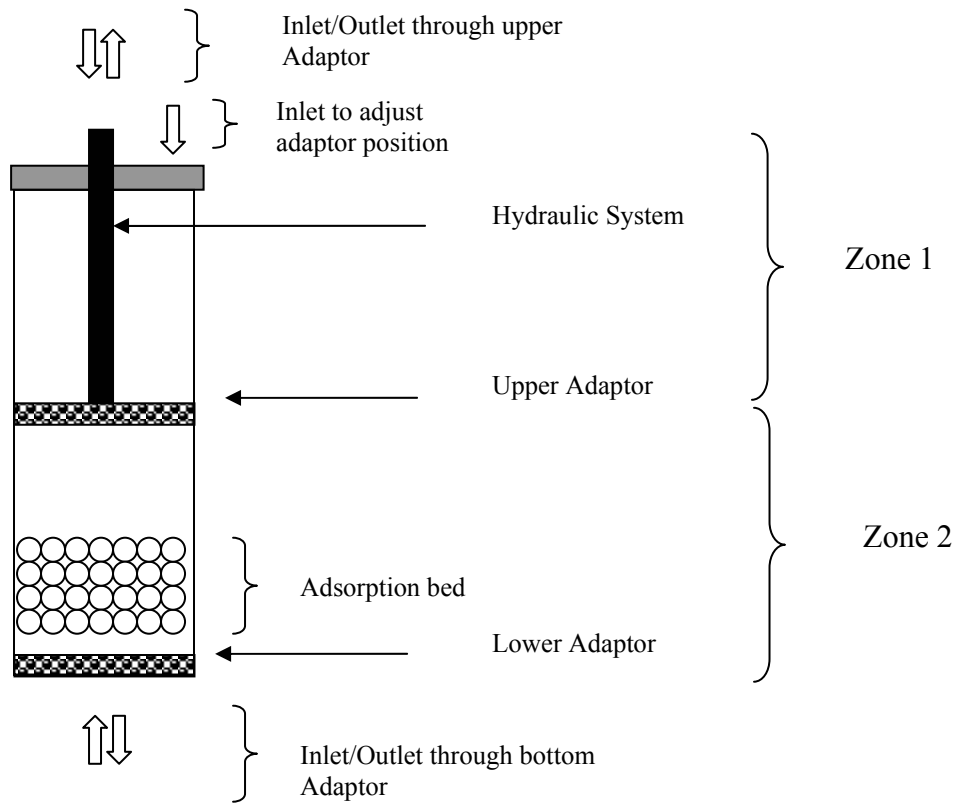 Inlet/Outlet through upper
Adaptor
Inlet to adjust
adaptor position
Hydraulic System
Zone 1
Upper Adaptor
Zone 2
Adsorption bed
Lower Adaptor
Inlet/Outlet through bottom
Adaptor